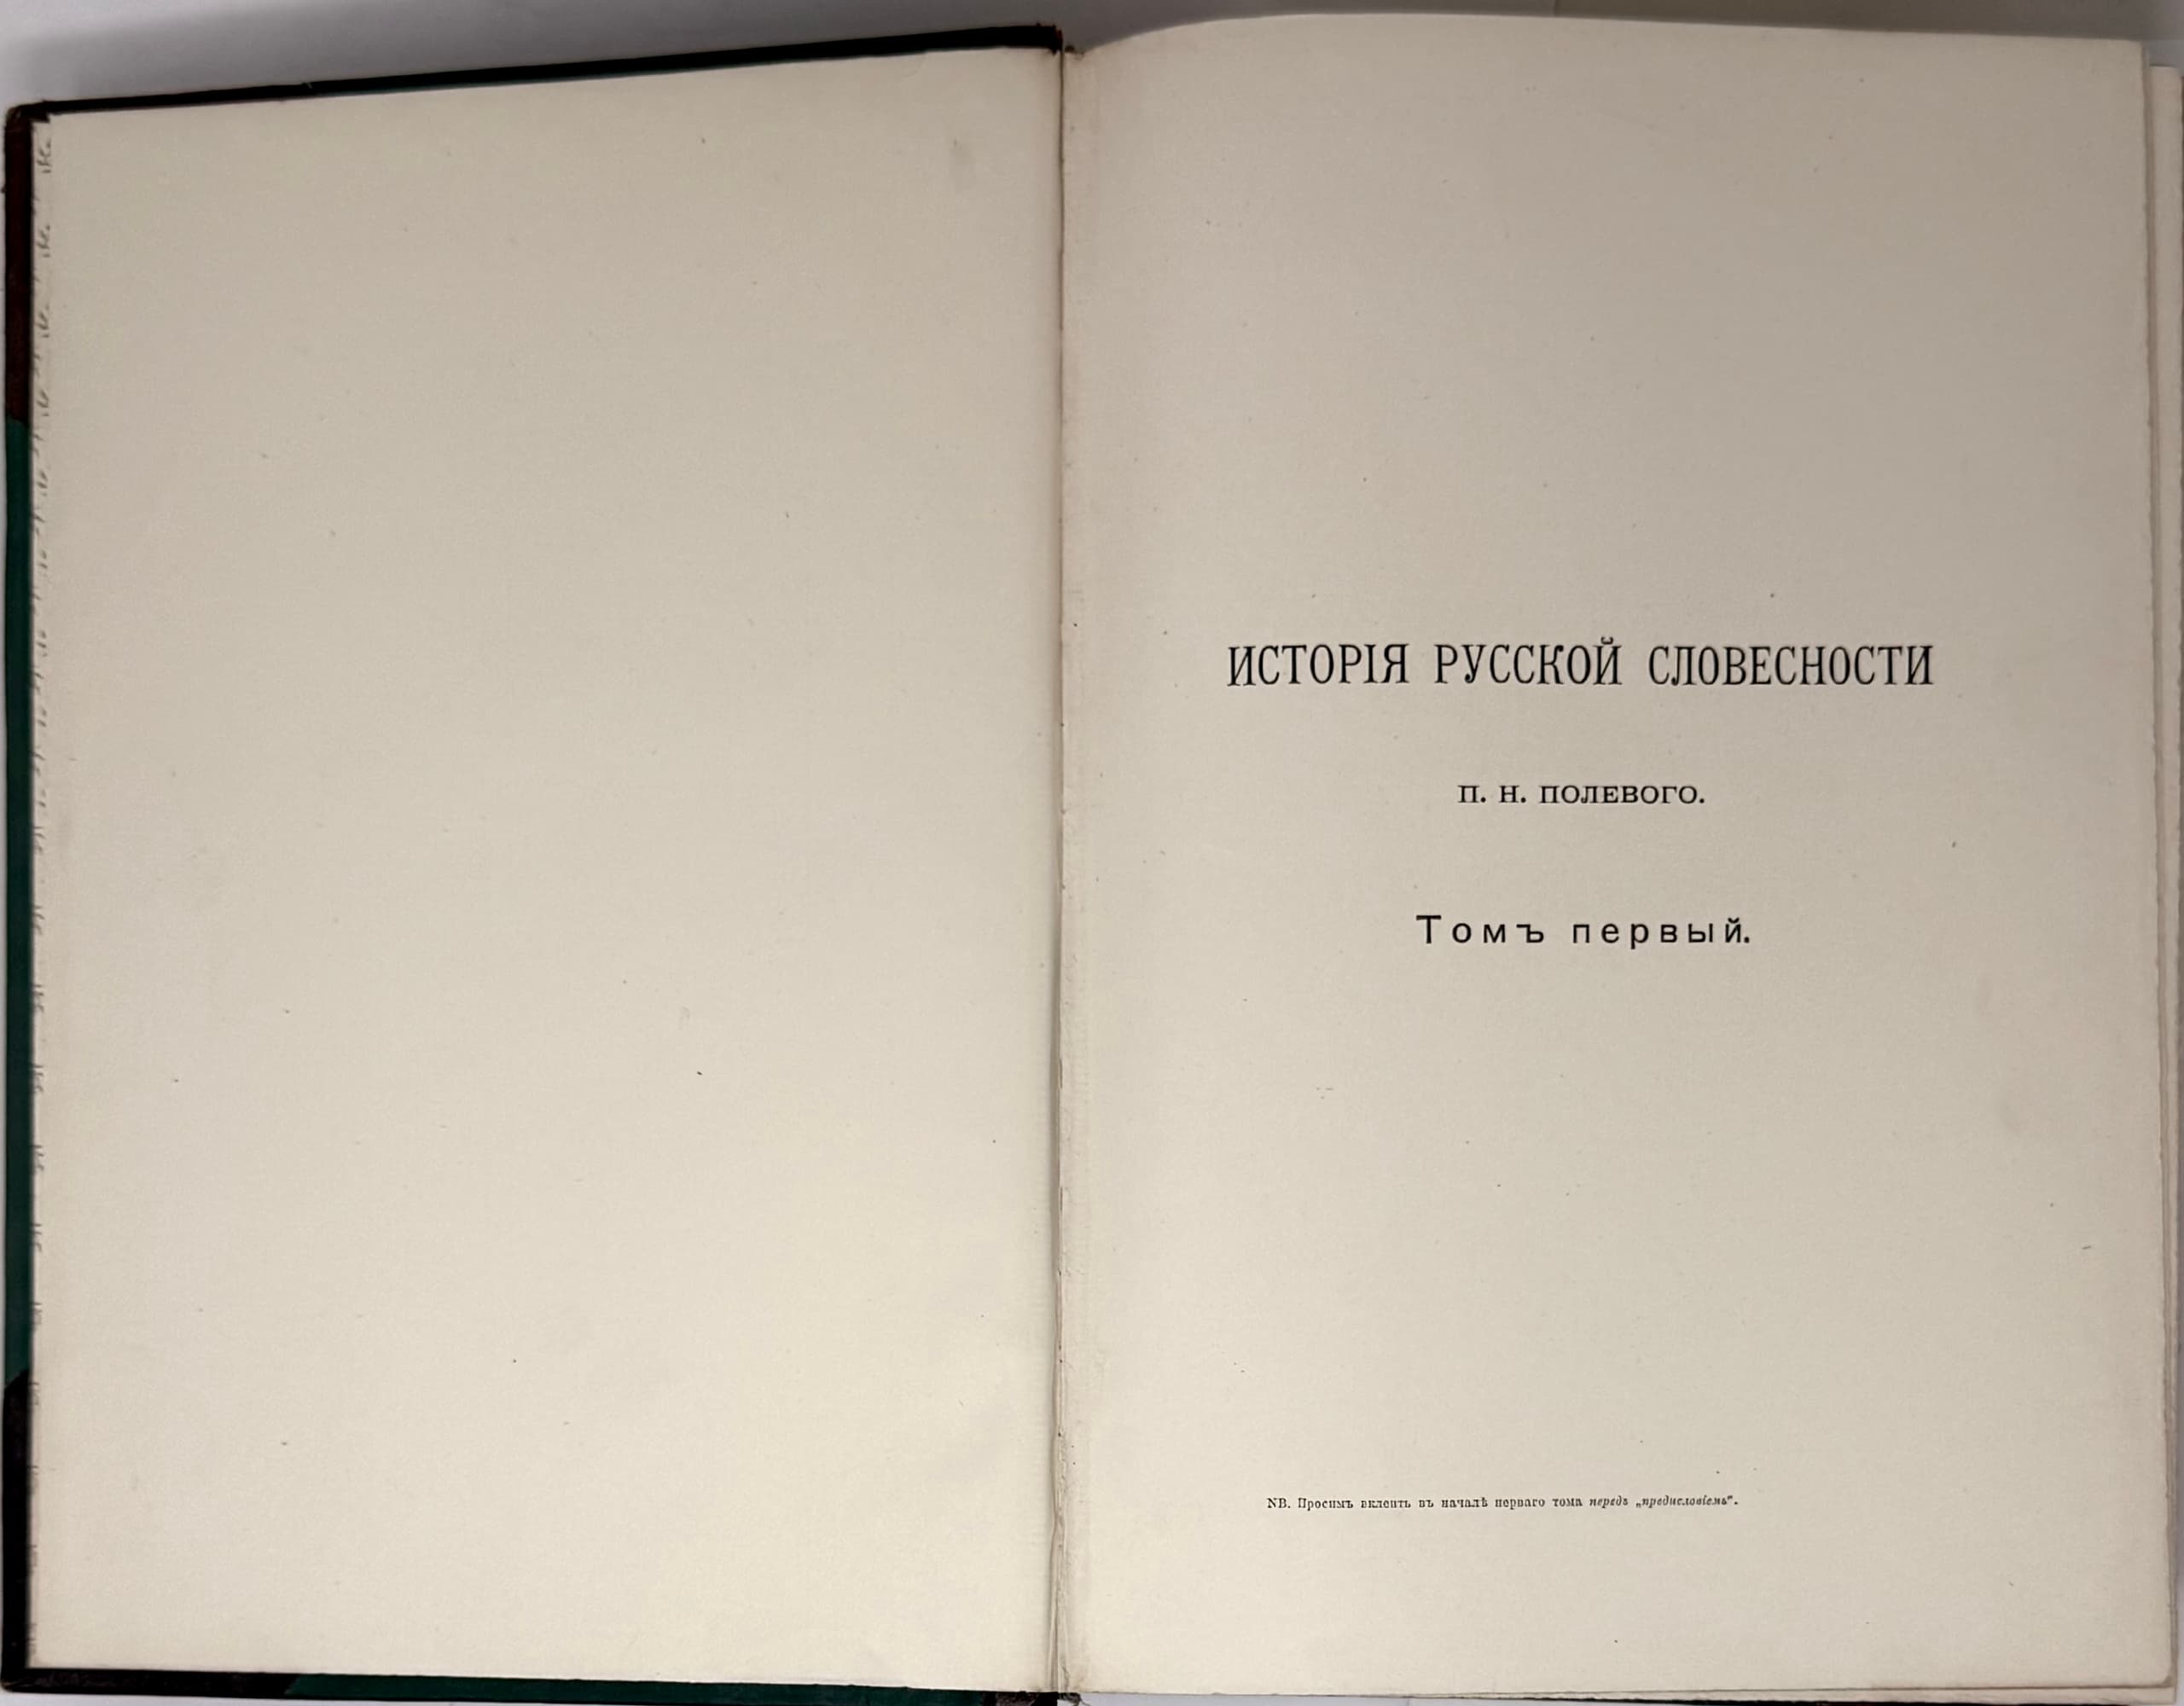 ИСТОРІЯ РУССКОЙ СЛОВЕСНОСТИ
П. Н. ПОЛЕВОГО.
Томъ первый.
NB. Просимъ вклеить въ началѣ перваго тома передъ „предисловіемъ“.